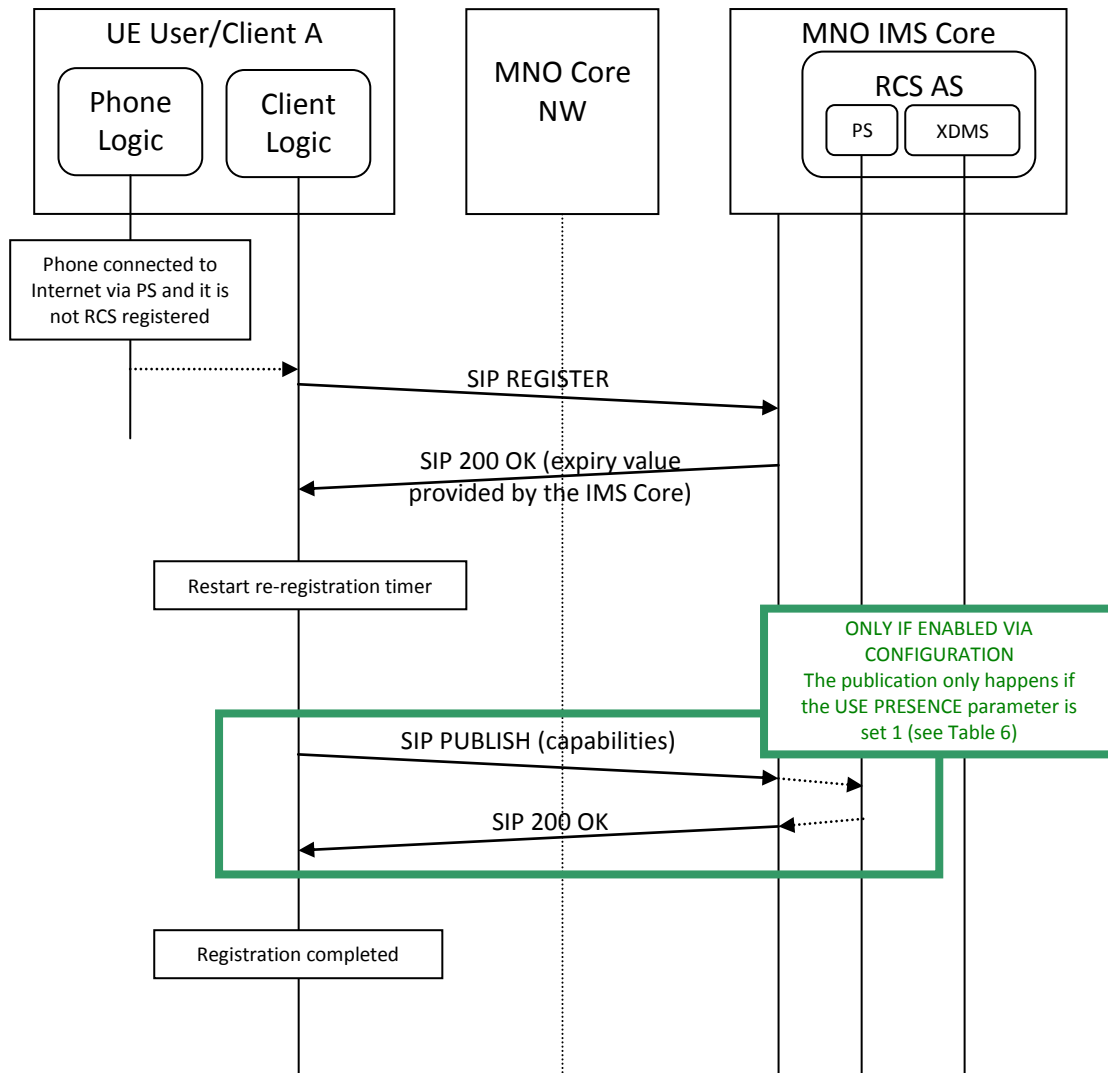 UE User/Client A
Phone
Logic
Client
Logic
MNO Core
NW
MNO IMS Core
RCS AS
PS
XDMS
Phone connected to
Internet via PS and it is
not RCS registered
SIP REGISTER
SIP 200 OK (expiry value
provided by the IMS Core)
Restart re-registration timer
ONLY IF ENABLED VIA
CONFIGURATION
The publication only happens if
the USE PRESENCE parameter is
set 1 (see Table 6)
SIP PUBLISH (capabilities)
SIP 200 OK
Registration completed